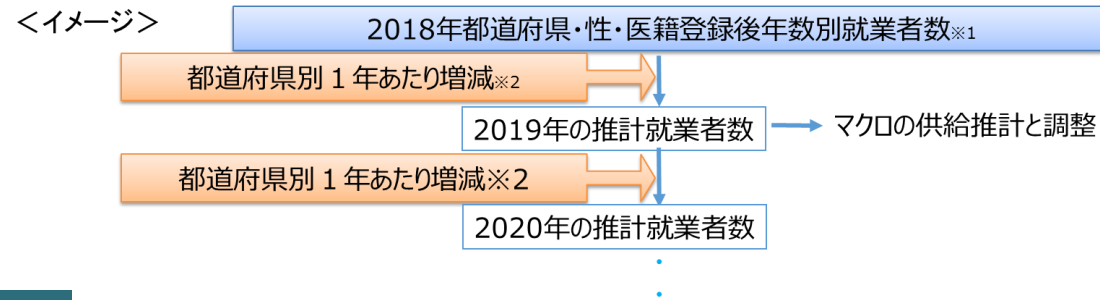 ＜イメージ＞
2018年都道府県・性・医籍登録後年数別就業者数※1
都道府県別１年あたり増減※2
2019年の推計就業者数
マクロの供給推計と調整
都道府県別１年あたり増減※2
2020年の推計就業者数